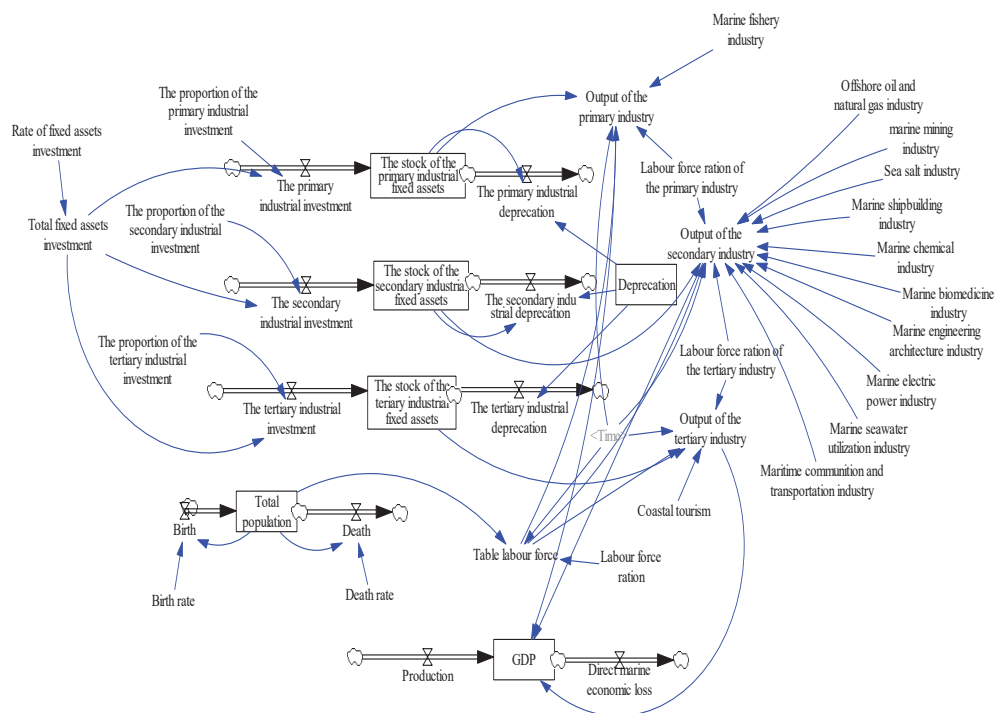 Marine fishery
industry
The proportion of the
primary industrial
investment
Output of the
primary industry
Offshore oil and
natural gas industry
Rate of fixed assets
investment
marine mining
industry
The stock of the
primary industrial
fixed assets
Labour force ration of
the primary industry
Sea salt industry
The primary
industrial investment
The primary industrial
deprecation
Marine shipbuilding
industry
The proportion of the
secondary industrial
investment
Total fixed assets
investment
Output of the
secondary industry
Marine chemical
industry
The stock of the
secondary industrial
fixed assets
Deprecation
The secondary
industrial investment
The secondary indu
strial deprecation
Marine biomedicine
industry
Marine engineering
architecture industry
The proportion of the
tertiary industrial
investment
Labour force ration of
the tertiary industry
The stock of the
tertiary industrial
fixed assets
Marine electric
power industry
The tertiary industrial
investment
The tertiary industrial
deprecation
<Time>
Output of the
tertiary industry
Marine seawater
utilization industry
Maritime communition and
transportation industry
Total
population
Coastal tourism
Birth
Death
Table labour force
Labour force
ration
Birth rate
Death rate
GDP
Production
Direct marine
economic loss